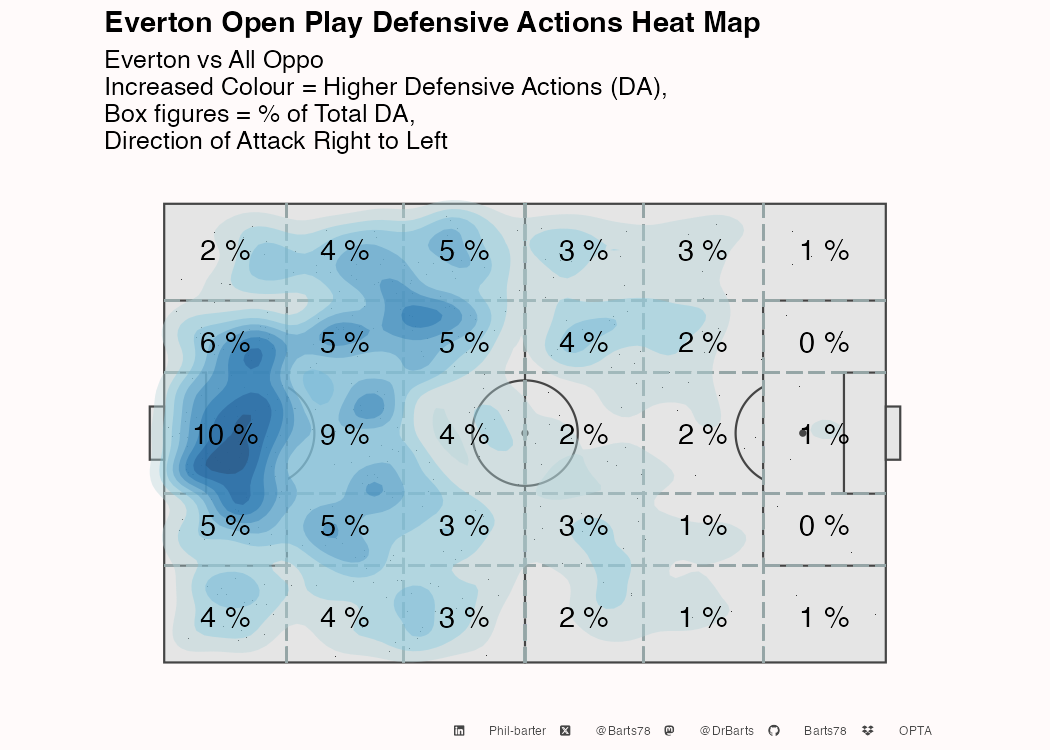 Everton Open Play Defensive Actions Heat Map
Everton vs All Oppo
Increased Colour = Higher Defensive Actions (DA),
Box figures = % of Total DA,
Direction of Attack Right to Left
2 % 4 % 5 % 3 % 3 % 1 %
6 % 5 % 5 % 4 % 2 % 0 %
10 % 9 % 4 % 2 % 2 % 1 %
5 % 5 % 3 % 3 % 1 % 0 %
4 % 4 % 3 % 2 % 1 % 1 %
Phil-barter @Barts78 @DrBarts Barts78 OPTA